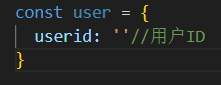 const user = {
  userid: ''//用户ID
}